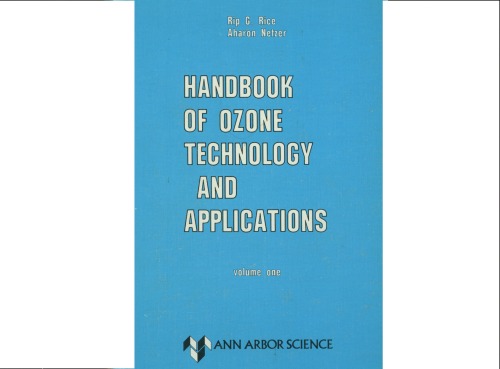 Rip G. Rice
Aharon Netzer
HANDBOOK
OF OZONE
TECHNOLOGY
AND
APPLICATIONS
volume one
ANN ARBOR SCIENCE